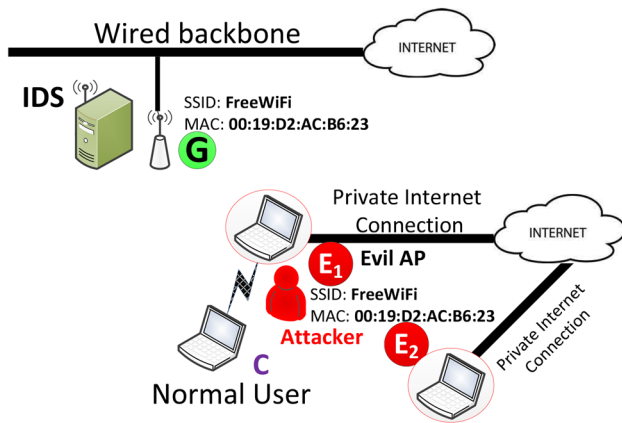 Wired backbone
INTERNET
IDS
SSID: FreeWiFi
MAC: 00:19:D2:AC:B6:23
G
Private Internet
Connection
INTERNET
E1 Evil AP
SSID: FreeWiFi
MAC: 00:19:D2:AC:B6:23
Attacker
E2
C
Normal User
Private Internet
Connection